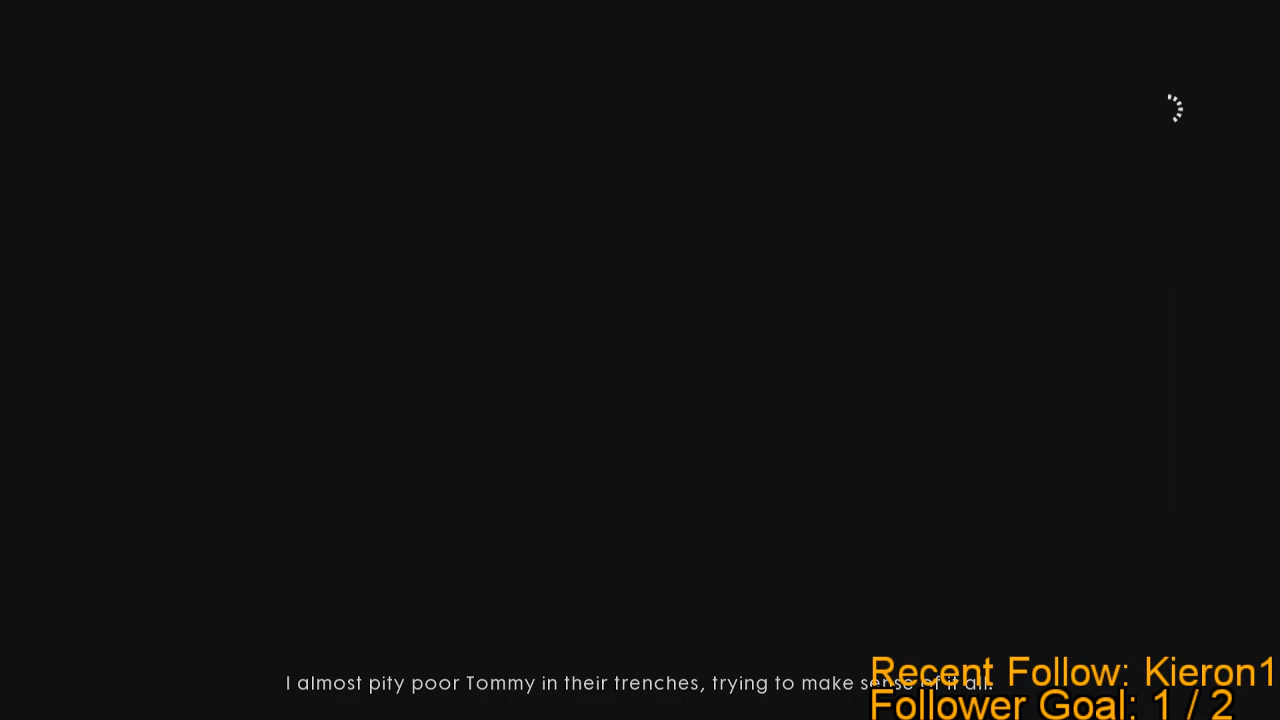 I almost pity poor Tommy in their trenches, trying to make sense of it all.
Recent Follow: Kieron1
Follower Goal: 1 / 2